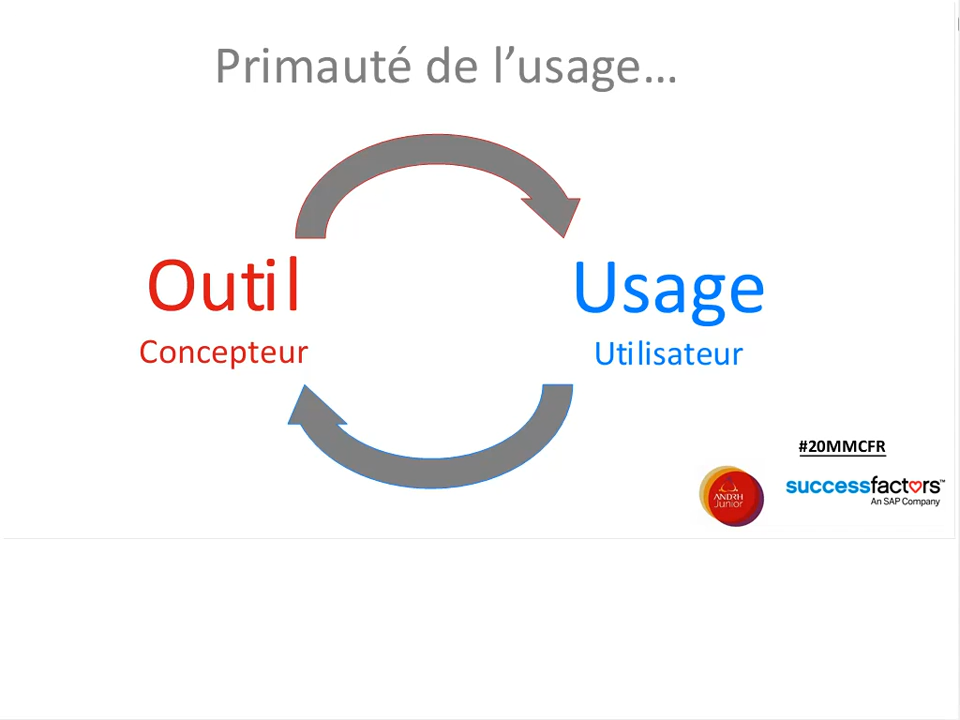 Primauté de l’usage…
Outil
Usage
Concepteur
Utilisateur
#20MMCFR
ANDRH
Junior
successfactors™
An SAP Company